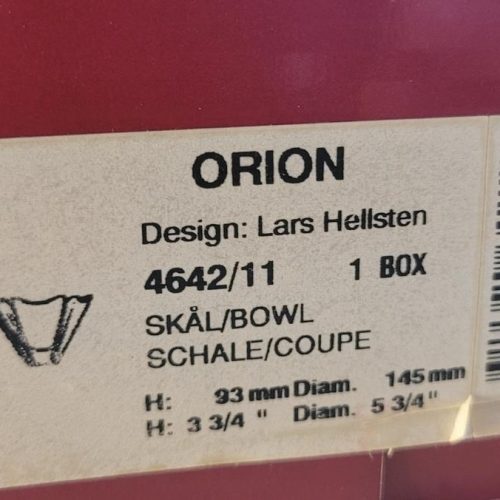 ORION
Design: Lars Hellsten
4642/11 1 BOX
SKÅL/BOWL
SCHALE/COUPE
H: 93 mm Diam. 145 mm
H: 3 3/4 " Diam. 5 3/4"